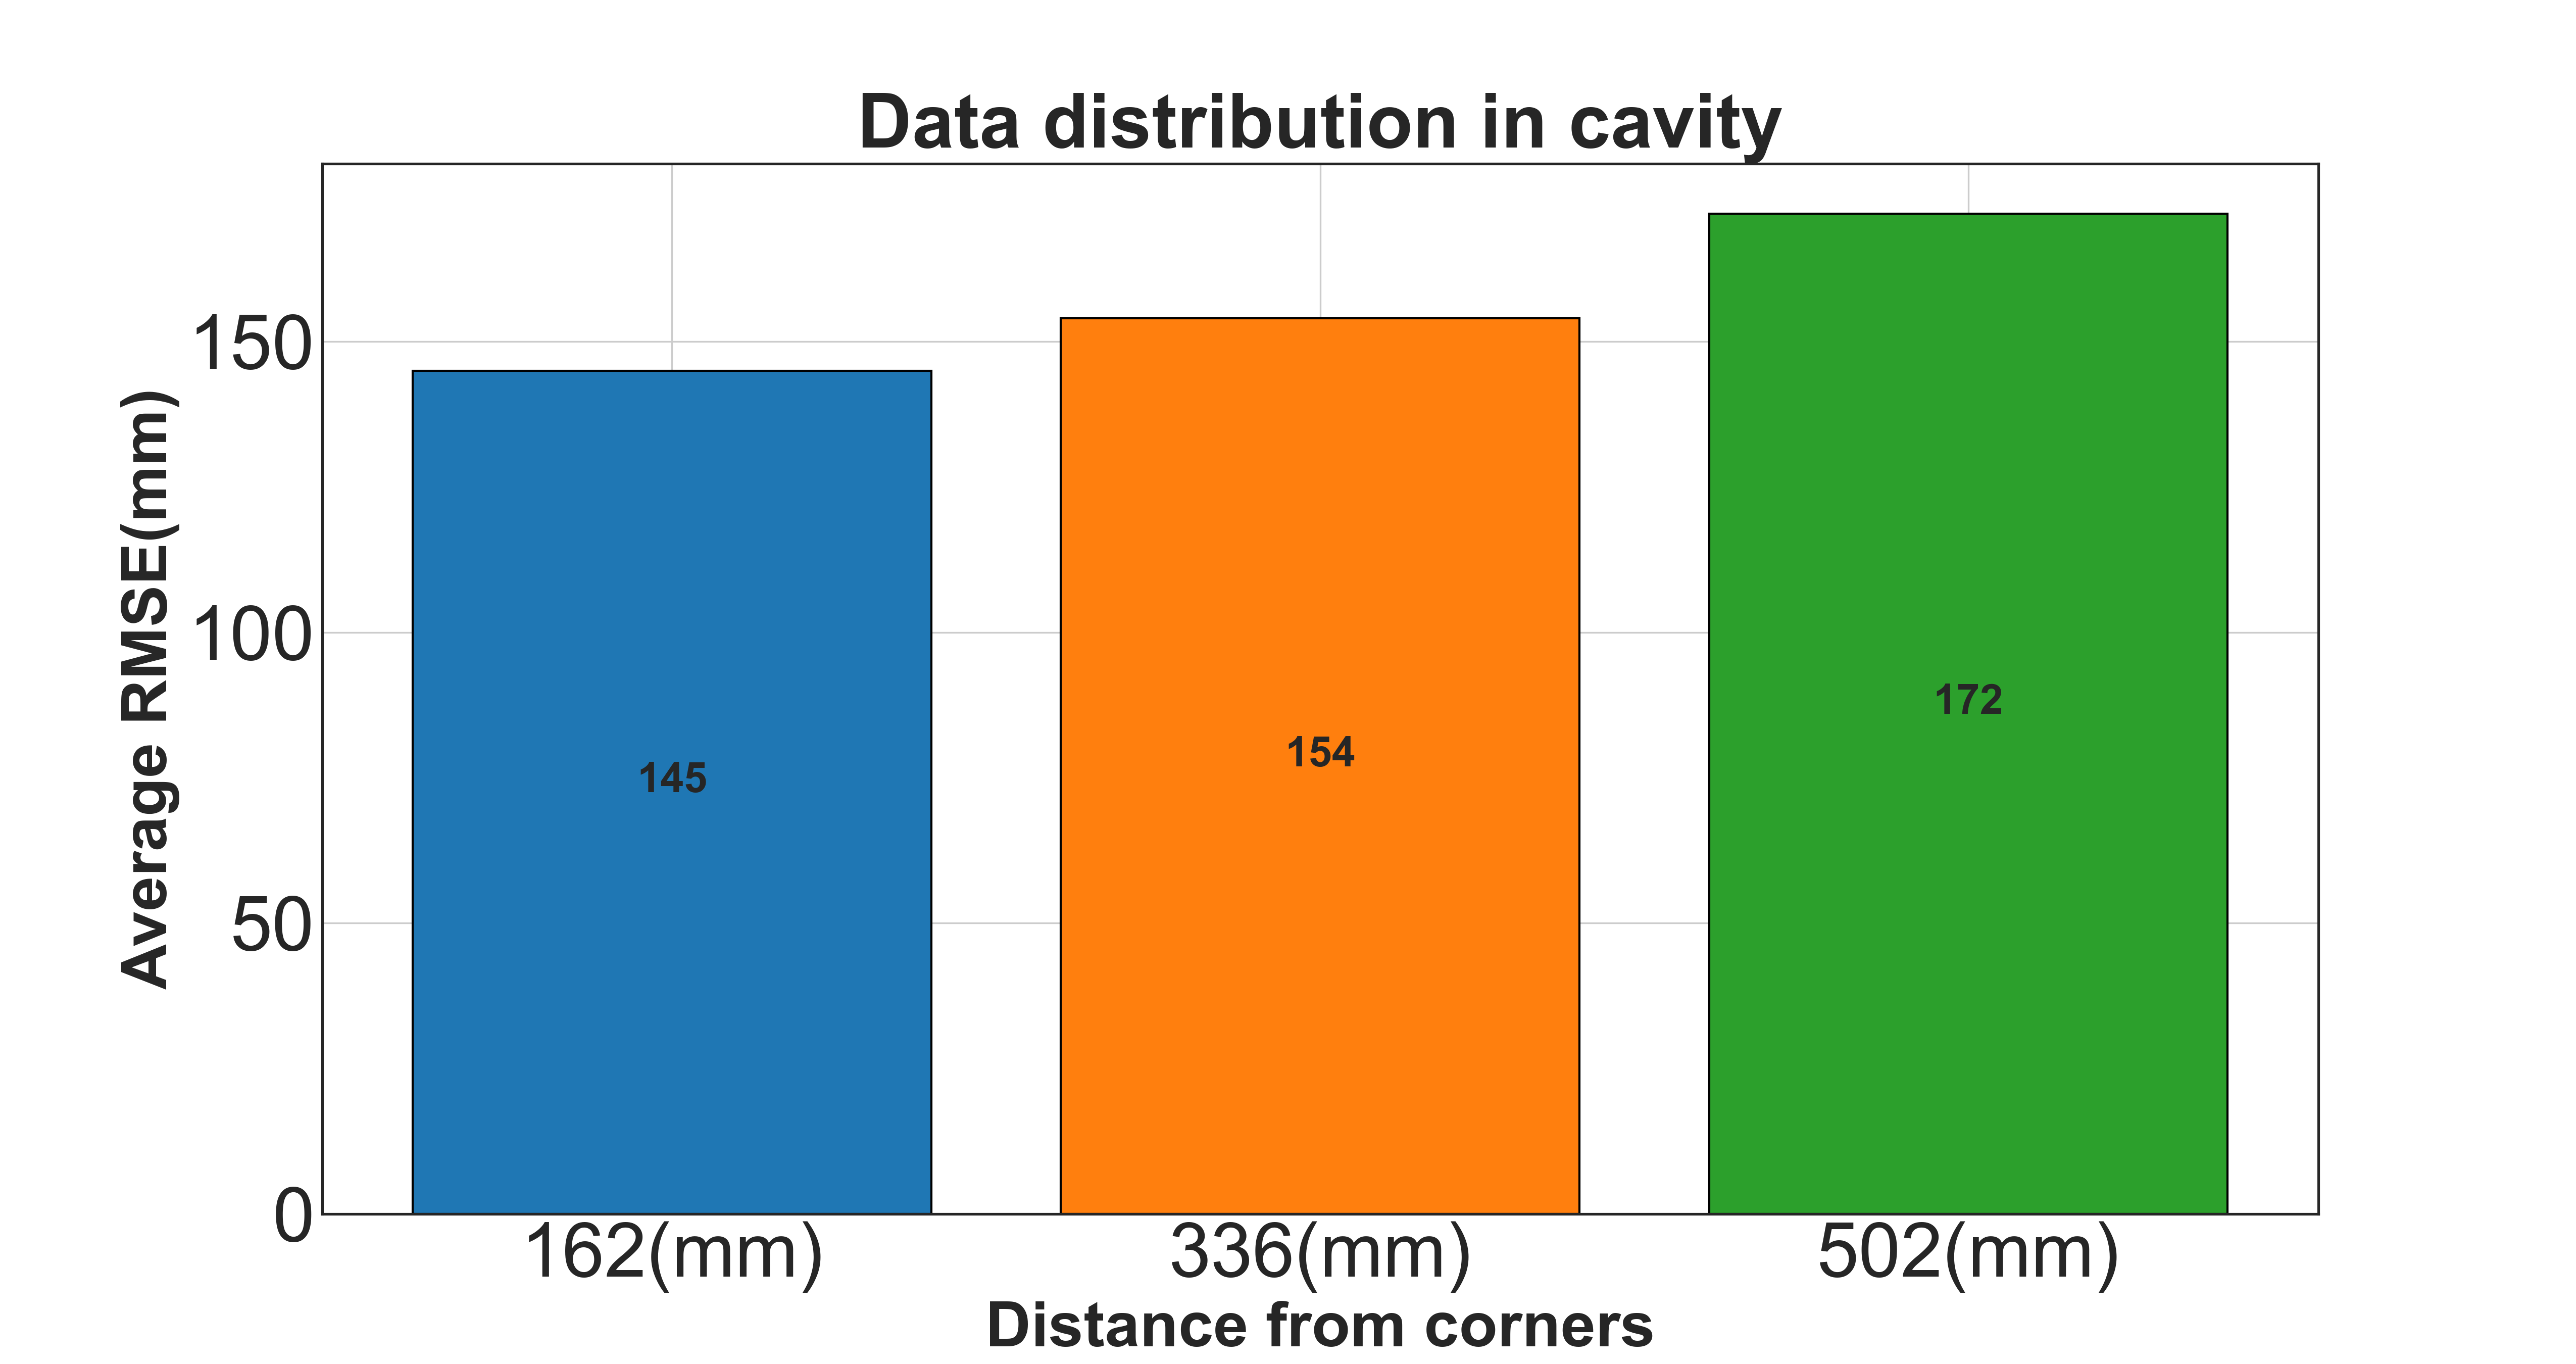 Data distribution in cavity
Average RMSE(mm)
150
100
50
0
145
154
172
162(mm)
336(mm)
502(mm)
Distance from corners